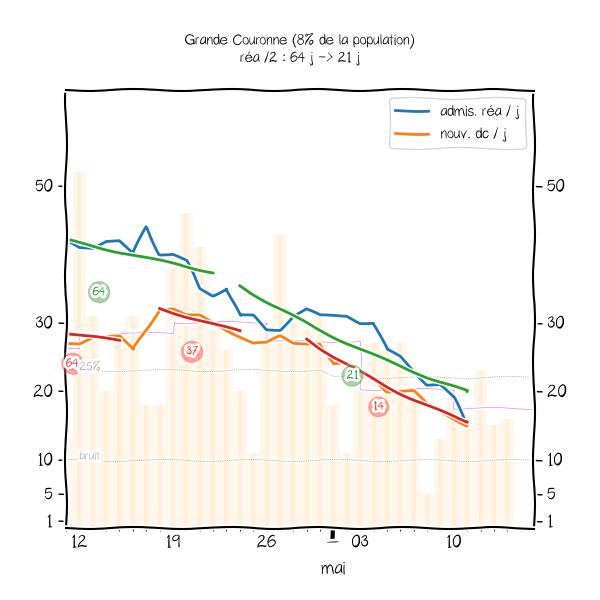 Grande Couronne (8% de la population)
réa /2 : 64 j -> 21 j
admis. réa / j
nouv. dc / j
50 50
64
30 30
37
64 25%
21
20 20
14
bruit
10 10
5 5
1 1
12 19 26 03 10
mai